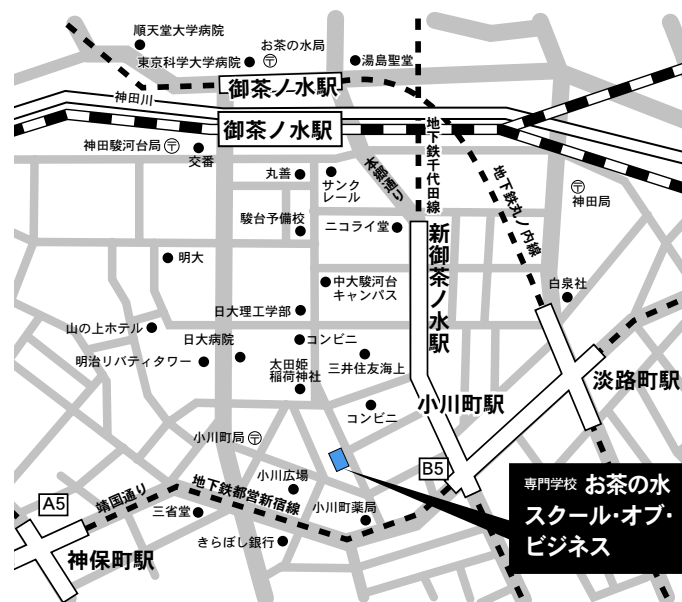 順天堂大学病院
お茶の水局
東京科学大学病院
湯島聖堂
御茶ノ水駅
神田川
御茶ノ水駅
地下鉄千代田線
神田駿河台局
交番
本郷通り
地下鉄丸ノ内線
丸善
サンク
レール
神田局
駿台予備校
ニコライ堂
新御茶ノ水駅
明大
中大駿河台
キャンパス
白泉社
日大理工学部
山の上ホテル
日大病院
コンビニ
明治リバティタワー
太田姫
稲荷神社
三井住友海上
淡路町駅
小川町駅
コンビニ
小川町局
B5
小川広場
地下鉄都営新宿線
靖国通り
A5
三省堂
小川町薬局
きらぼし銀行
神保町駅
専門学校 お茶の水
スクール・オブ・
ビジネス